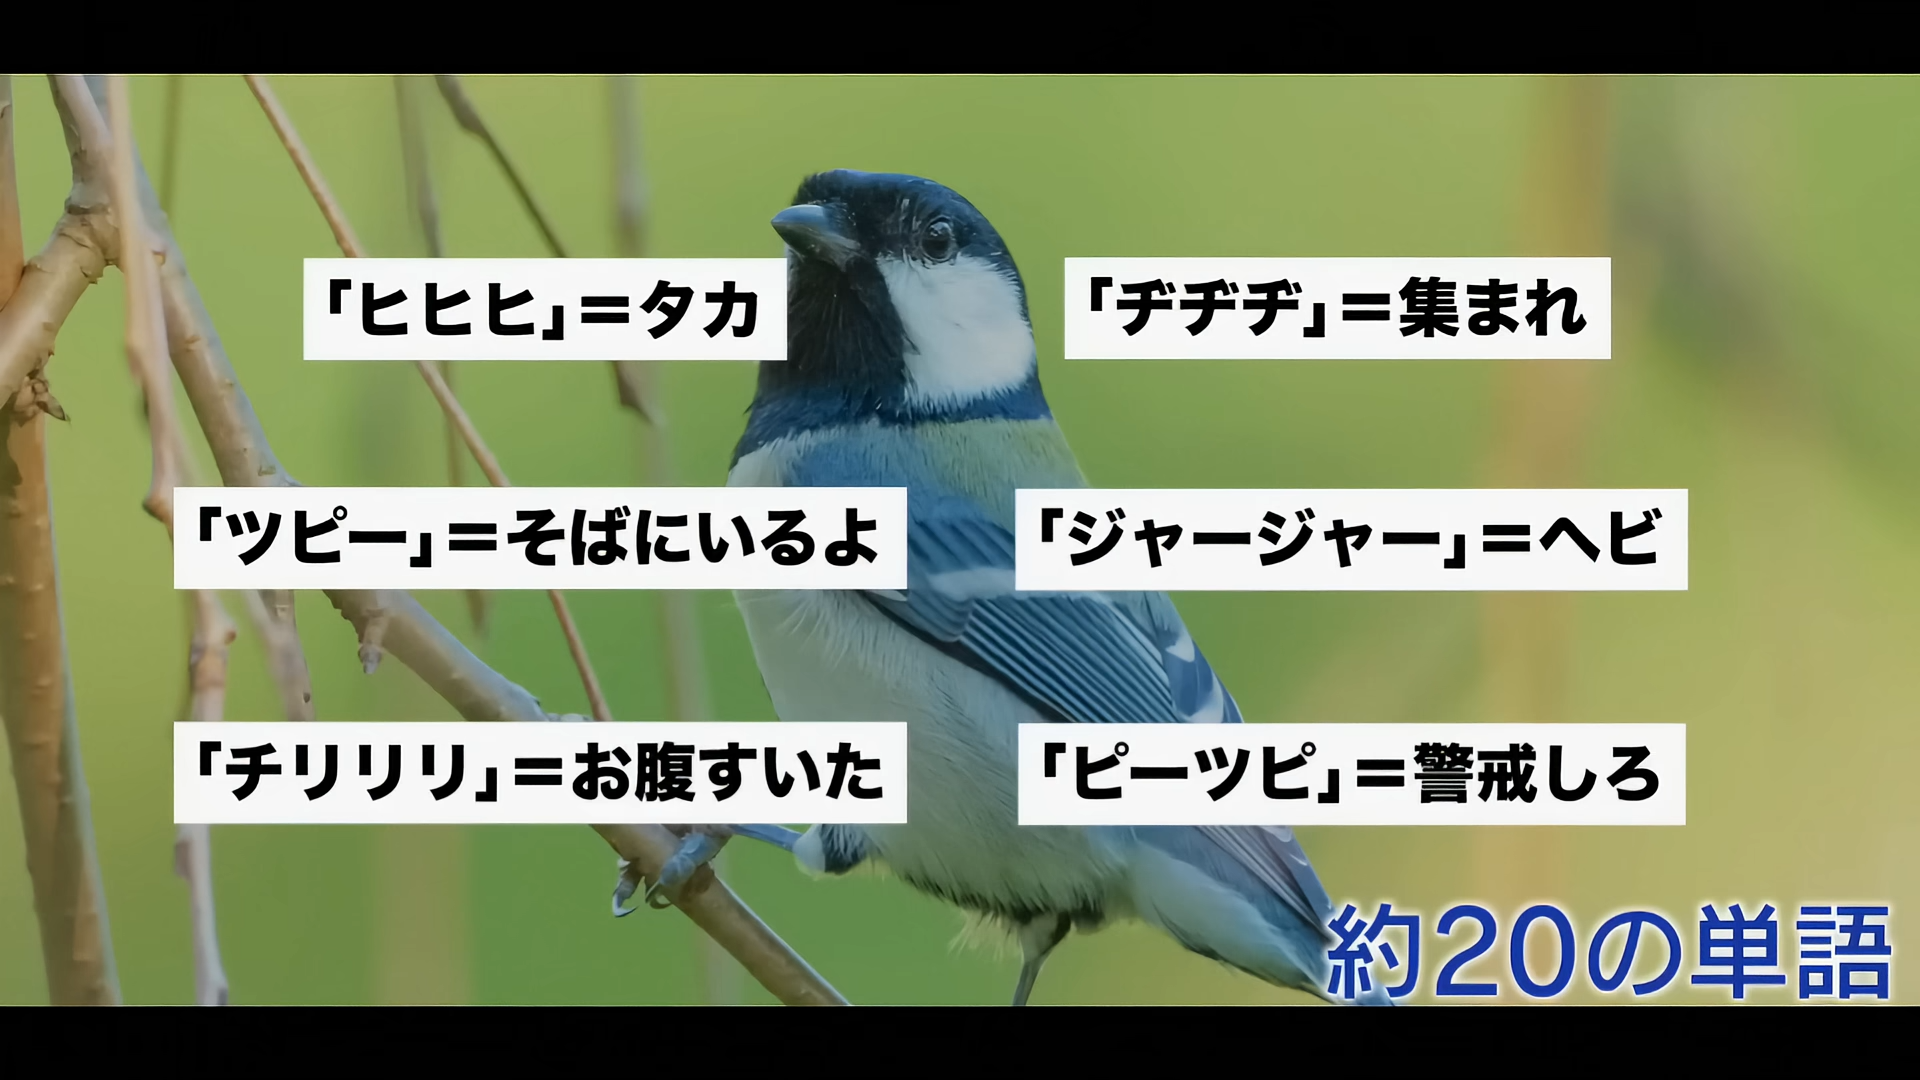 「ヒヒヒ」=タカ
「ヂヂヂ」=集まれ
「ツピー」=そばにいるよ
「ジャージャー」=ヘビ
「チリリリ」=お腹すいた
「ピーツピ」=警戒しろ
約20の単語